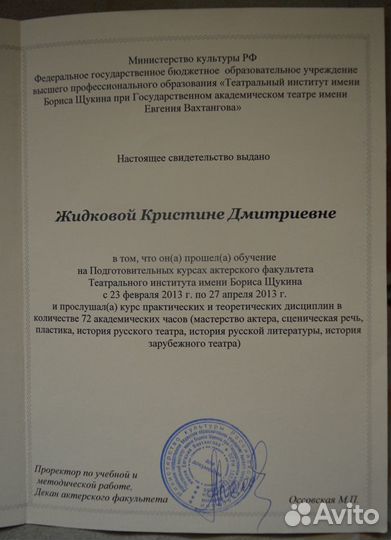 Министерство культуры РФ
Федеральное государственное бюджетное образовательное учреждение
высшего профессионального образования «Театральный институт имени
Бориса Щукина при Государственном академическом театре имени
Евгения Вахтангова»
Настоящее свидетельство выдано
Жидковой Кристине Дмитриевне
в том, что он(а) прошел(а) обучение
на Подготовительных курсах актерского факультета
Театрального института имени Бориса Щукина
с 23 февраля 2013 г. по 27 апреля 2013 г.
и прослушал(а) курс практических и теоретических дисциплин в
количестве 72 академических часов (мастерство актера, сценическая речь,
пластика, история русского театра, история русской литературы, история
зарубежного театра)
Проректор по учебной и
методической работе,
Декан актерского факультета
Оссовская М.П.
Avito